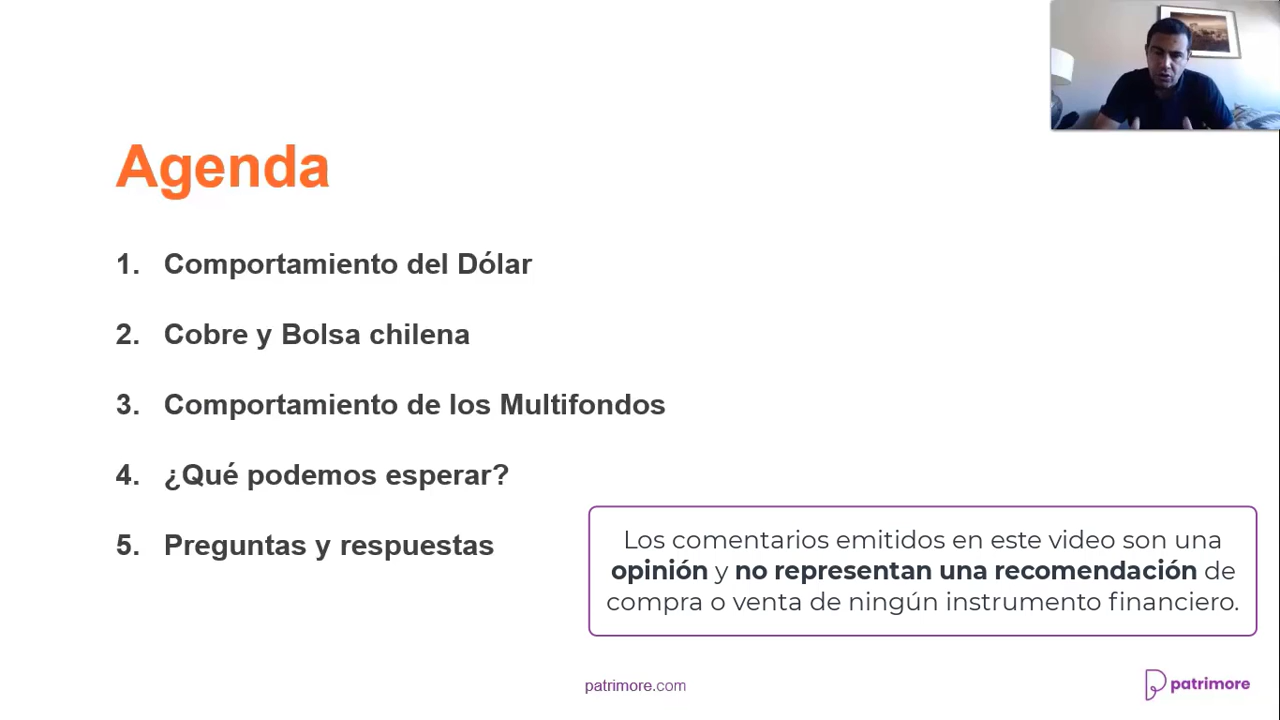 Agenda
1. Comportamiento del Dólar
2. Cobre y Bolsa chilena
3. Comportamiento de los Multifondos
4. ¿Qué podemos esperar?
5. Preguntas y respuestas
Los comentarios emitidos en este video son una
opinión y no representan una recomendación de
compra o venta de ningún instrumento financiero.
patrimore.com
patrimore